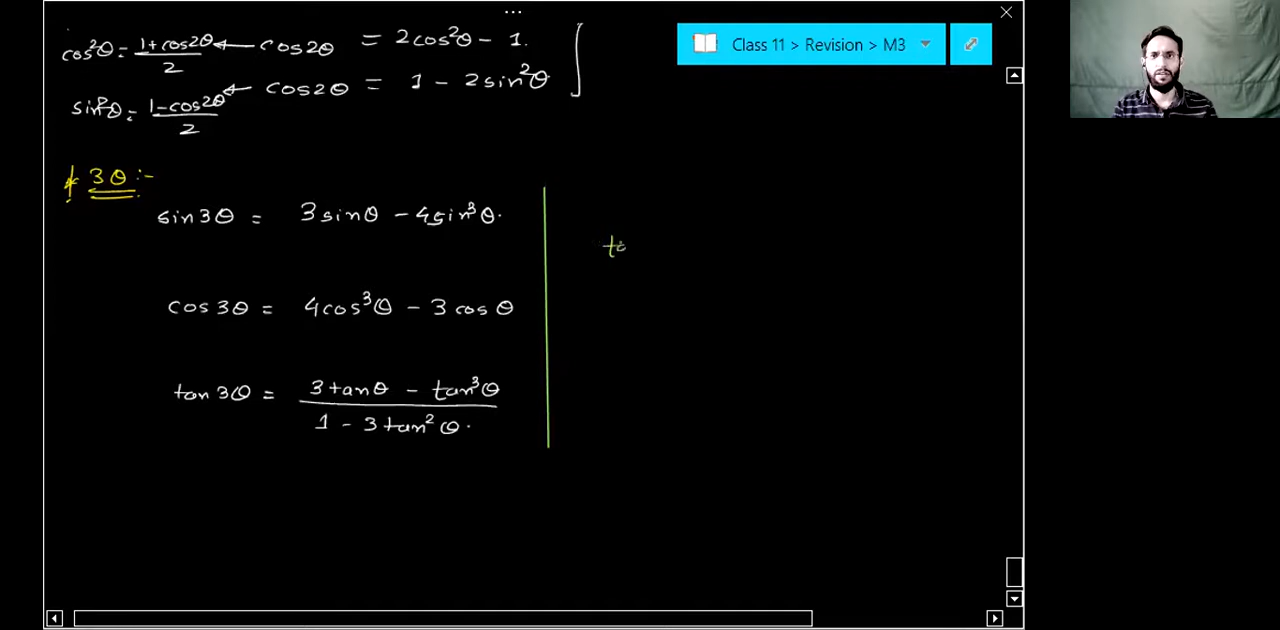 cos²θ = 1+cos2θ/2 ← cos2θ = 2cos²θ - 1.
sin²θ = 1-cos2θ/2 ← cos2θ = 1 - 2sin²θ
Class 11 > Revision > M3
* 3θ :-
sin3θ = 3sinθ - 4sin³θ.
cos3θ = 4cos³θ - 3cosθ
tan3θ = 3tanθ - tan³θ
1 - 3tan²θ.